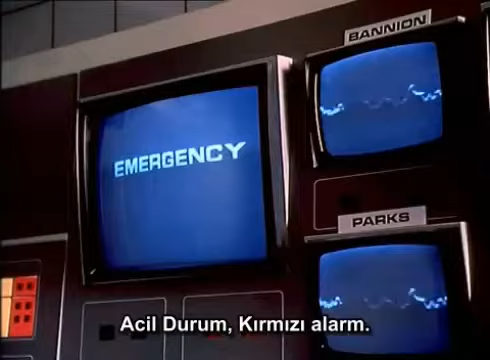 BANNION
EMERGENCY
PARKS
Acil Durum, Kırmızı alarm.